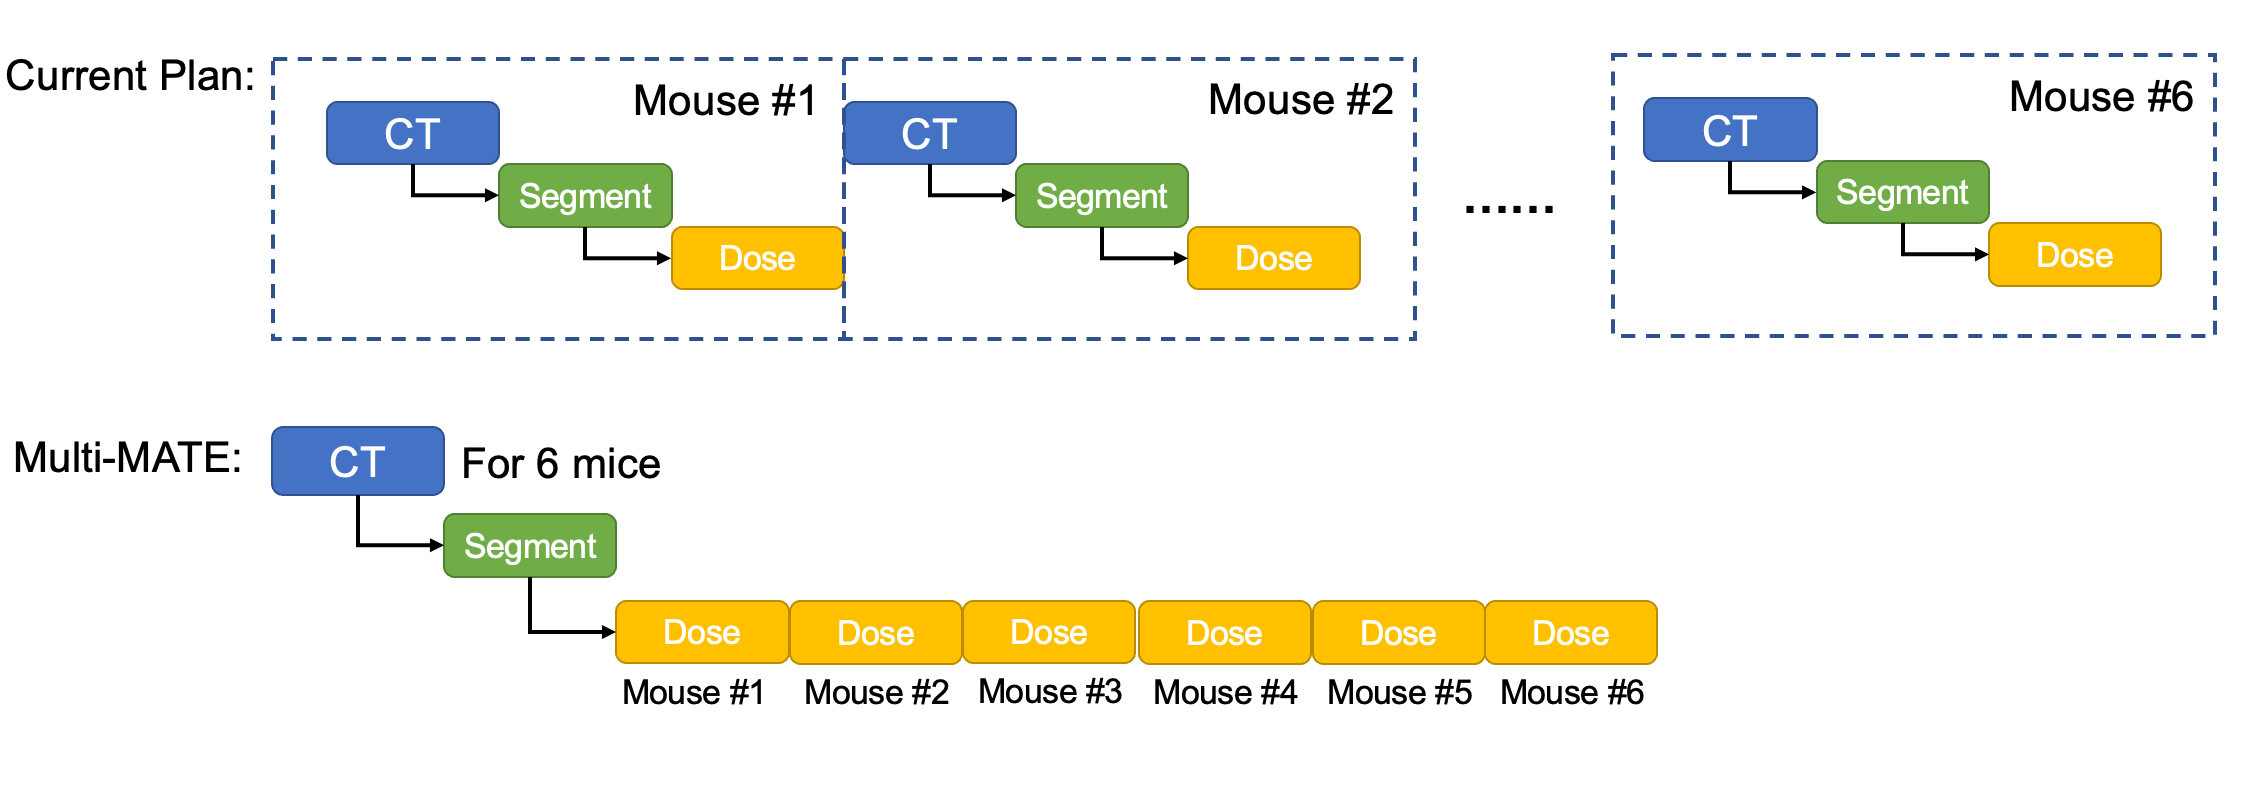 Current Plan:
Mouse #1
CT
Segment
Dose
Mouse #2
CT
Segment
Dose
......
Mouse #6
CT
Segment
Dose
Multi-MATE:
CT
For 6 mice
Segment
Dose
Dose
Dose
Dose
Dose
Dose
Mouse #1
Mouse #2
Mouse #3
Mouse #4
Mouse #5
Mouse #6